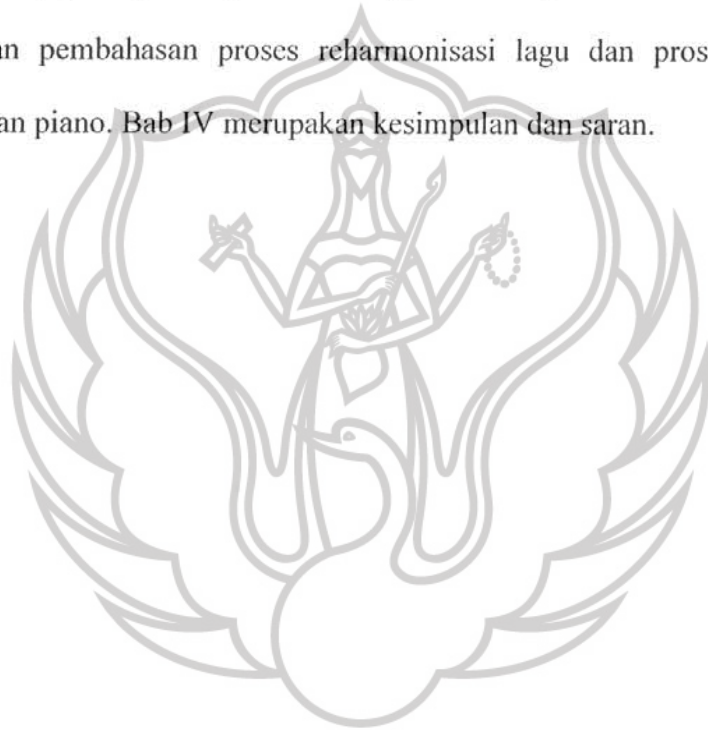 an pembahasan proses reharmonisasi lagu dan pros
an piano. Bab IV merupakan kesimpulan dan saran.